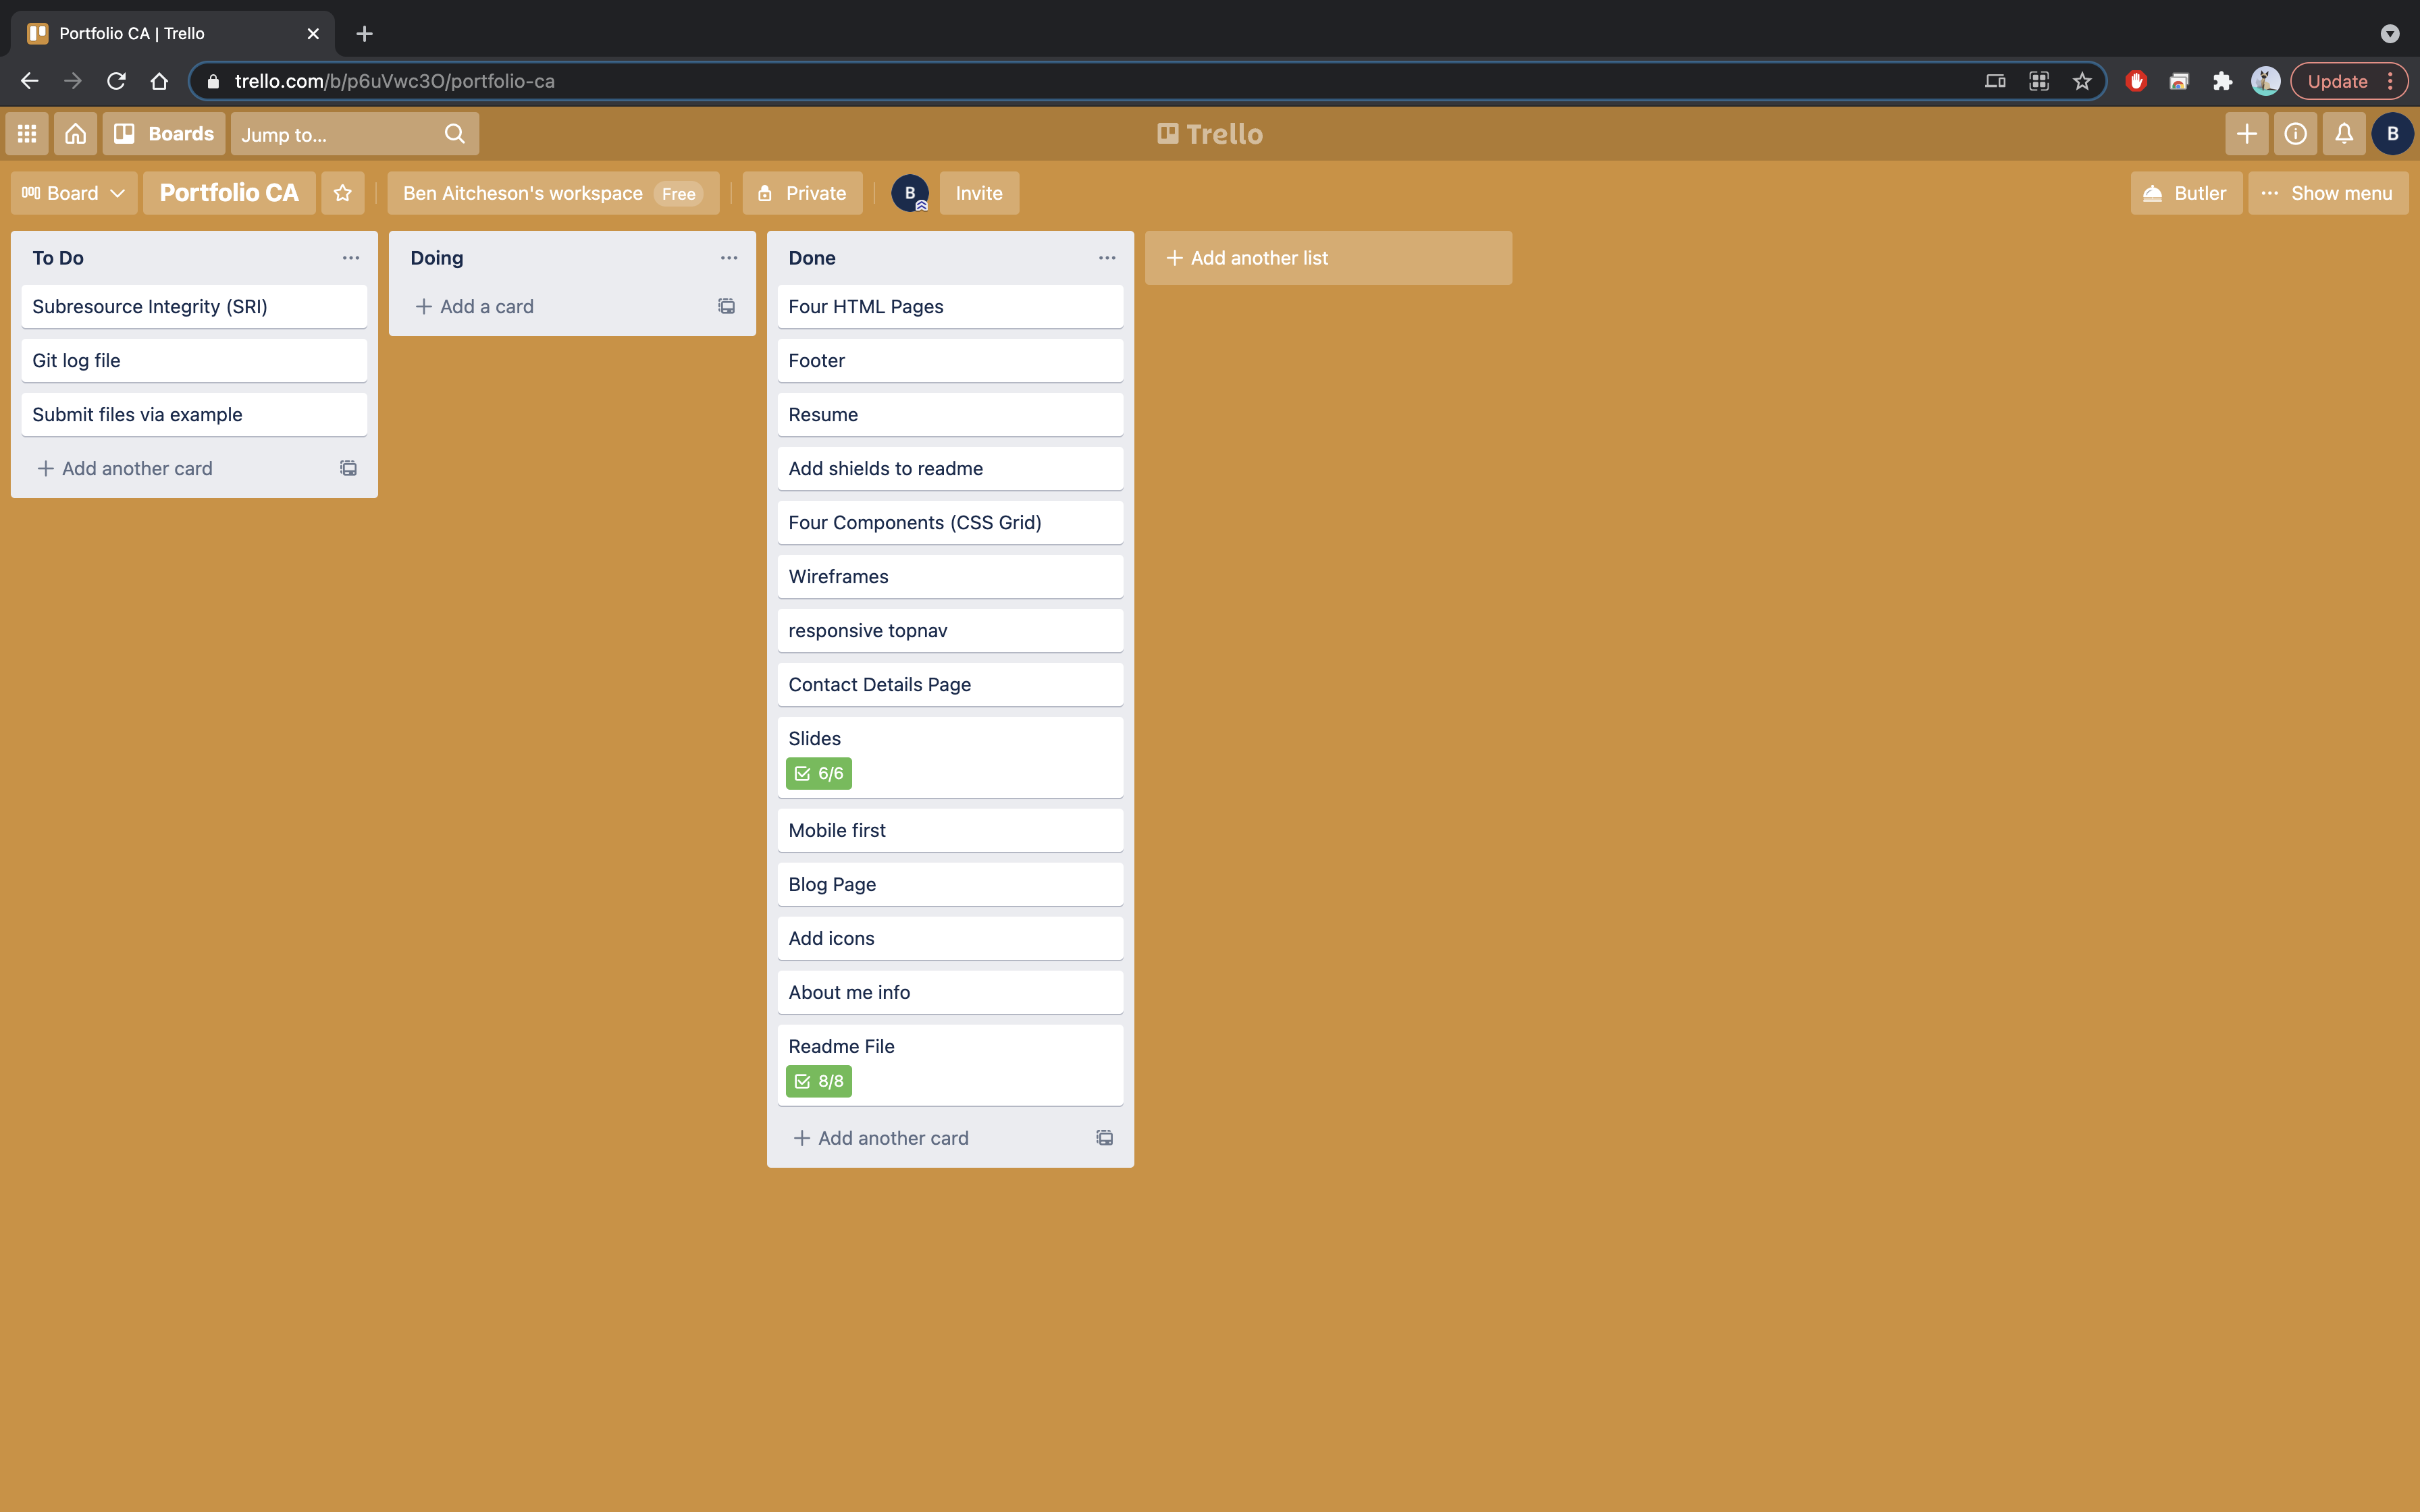 Portfolio CA | Trello
trello.com/b/p6uVwc3O/portfolio-ca
Update
Boards
Jump to...
Trello
B
Board
Portfolio CA
Ben Aitcheson's workspace
Free
Private
B
Invite
Butler
Show menu
To Do
Subresource Integrity (SRI)
Git log file
Submit files via example
Add another card
Doing
Add a card
Done
Four HTML Pages
Footer
Resume
Add shields to readme
Four Components (CSS Grid)
Wireframes
responsive topnav
Contact Details Page
Slides
6/6
Mobile first
Blog Page
Add icons
About me info
Readme File
8/8
Add another card
Add another list